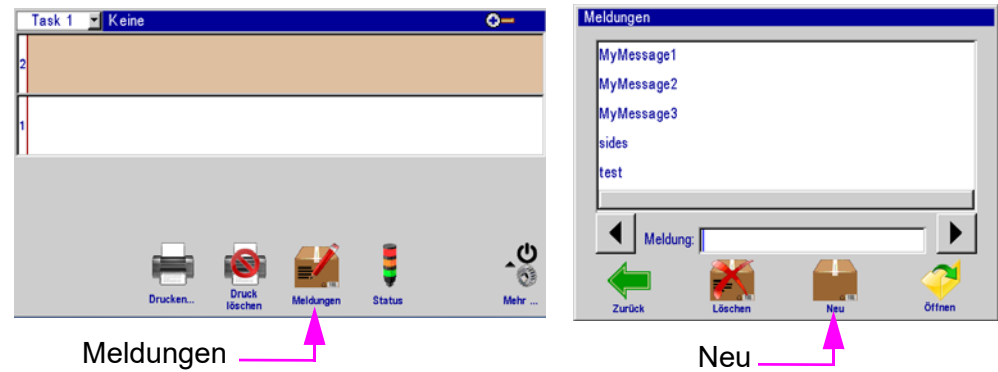 Task 1
Keine
2
1
Drucken...
Druck
löschen
Meldungen
Status
Mehr ...
Meldungen
Meldungen
MyMessage1
MyMessage2
MyMessage3
sides
test
Meldung:
Zurück
Löschen
Neu
Öffnen
Neu